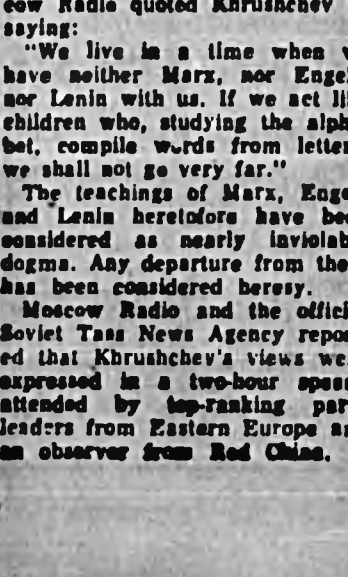 cow Radio quoted Khrushchev
saying:
"We live in a time when
have neither Marx, nor Engel
nor Lenin with us. If we act li
children who, studying the alph
bet, compile words from letter
we shall not go very far."
The teachings of Marx, Enge
and Lenin heretofore have bee
considered as nearly inviolab
dogma. Any departure from the
has been considered heresy.
Moscow Radio and the offici
Soviet Tass News Agency repor
ed that Khrushchev's views we
expressed in a two-hour spee
attended by top-ranking par
leaders from Eastern Europe an
an observer from Red China.